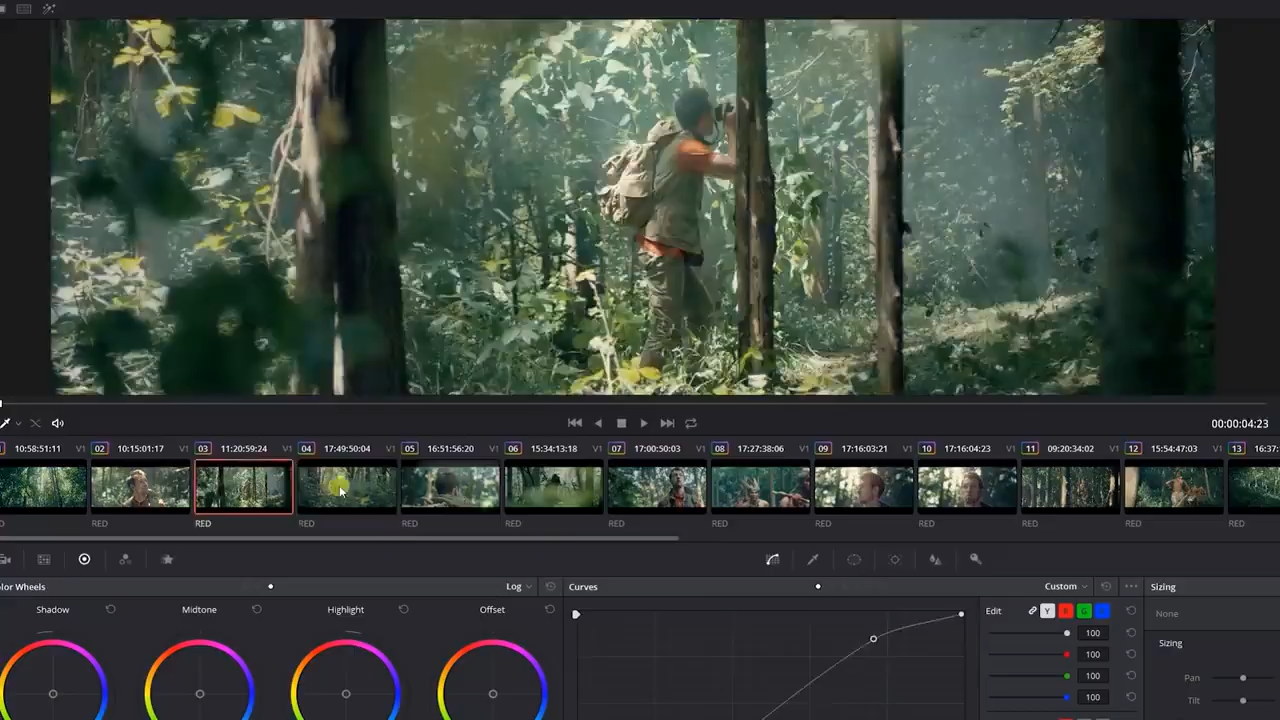 00:00:04:23
10:58:51:11 V1 02 10:15:01:17 V1 03 11:20:59:24 V1 04 17:49:50:04 V1 05 16:51:56:20 V1 06 15:34:13:18 V1 07 17:00:50:03 V1 08 17:27:38:06 V1 09 17:16:03:21 V1 10 17:16:04:23 V1 11 09:20:34:02 V1 12 15:54:47:03 V1 13 16:37:
RED RED RED RED RED RED RED RED RED RED RED RED
olor Wheels Log Curves Custom Sizing
Shadow Midtone Highlight Offset Edit Y R G None
100
Sizing
100
100 Pan
100 Tilt